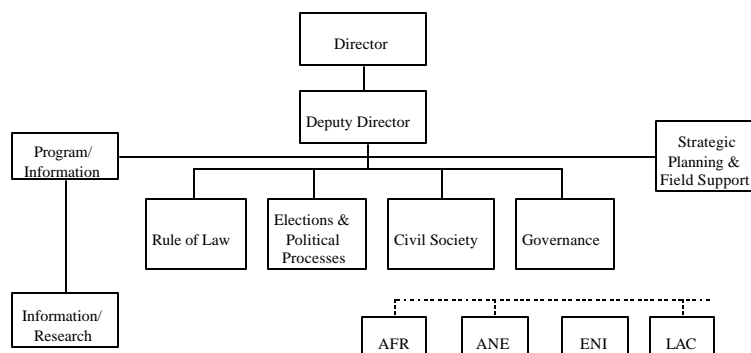 Director
Deputy Director
Program/
Information
Strategic
Planning &
Field Support
Rule of Law
Elections &
Political
Processes
Civil Society
Governance
Information/
Research
AFR
ANE
ENI
LAC